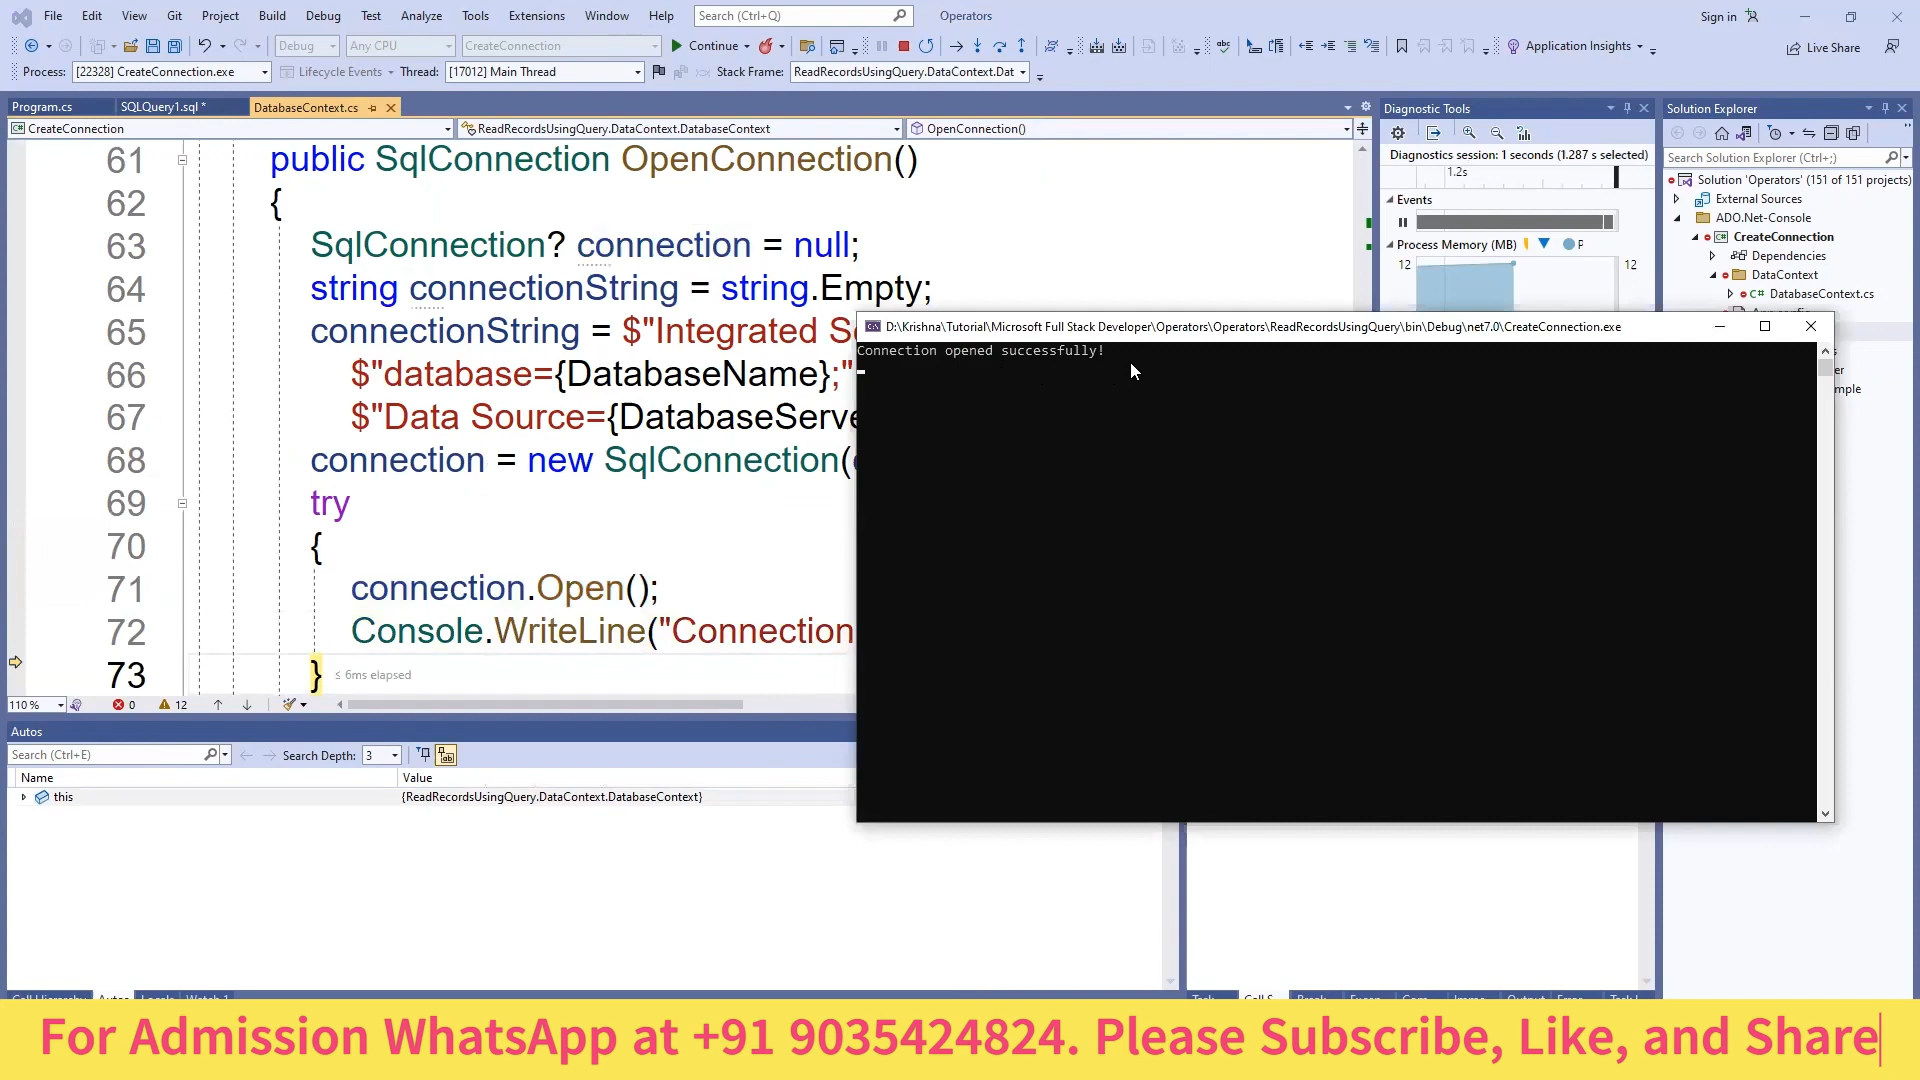 File Edit View Git Project Build Debug Test Analyze Tools Extensions Window Help Search (Ctrl+Q) Operators Sign in
Debug Any CPU CreateConnection Continue Application Insights Live Share
Process: [22328] CreateConnection.exe Lifecycle Events Thread: [17012] Main Thread Stack Frame: ReadRecordsUsingQuery.DataContext.Dat
Program.cs SQLQuery1.sql* DatabaseContext.cs
CreateConnection ReadRecordsUsingQuery.DataContext.DatabaseContext OpenConnection()
61 public SqlConnection OpenConnection()
62 {
63 SqlConnection? connection = null;
64 string connectionString = string.Empty;
65 connectionString = $"Integrated Se
66 $"database={DatabaseName};"
67 $"Data Source={DatabaseServe
68 connection = new SqlConnection(
69 try
70 {
71 connection.Open();
72 Console.WriteLine("Connection
73 } ≤ 6ms elapsed
110 % 0 12
Autos
Search (Ctrl+E) Search Depth: 3
Name Value
this {ReadRecordsUsingQuery.DataContext.DatabaseContext}
D:\Krishna\Tutorial\Microsoft Full Stack Developer\Operators\Operators\ReadRecordsUsingQuery\bin\Debug\net7.0\CreateConnection.exe
Connection opened successfully!
Diagnostic Tools
Diagnostics session: 1 seconds (1.287 s selected)
1.2s
Events
Process Memory (MB) P
12 12
Solution Explorer
Search Solution Explorer (Ctrl+;)
Solution 'Operators' (151 of 151 projects)
External Sources
ADO.Net-Console
CreateConnection
Dependencies
DataContext
DatabaseContext.cs
s
er
mple
Autos
For Admission WhatsApp at +91 9035424824. Please Subscribe, Like, and Share